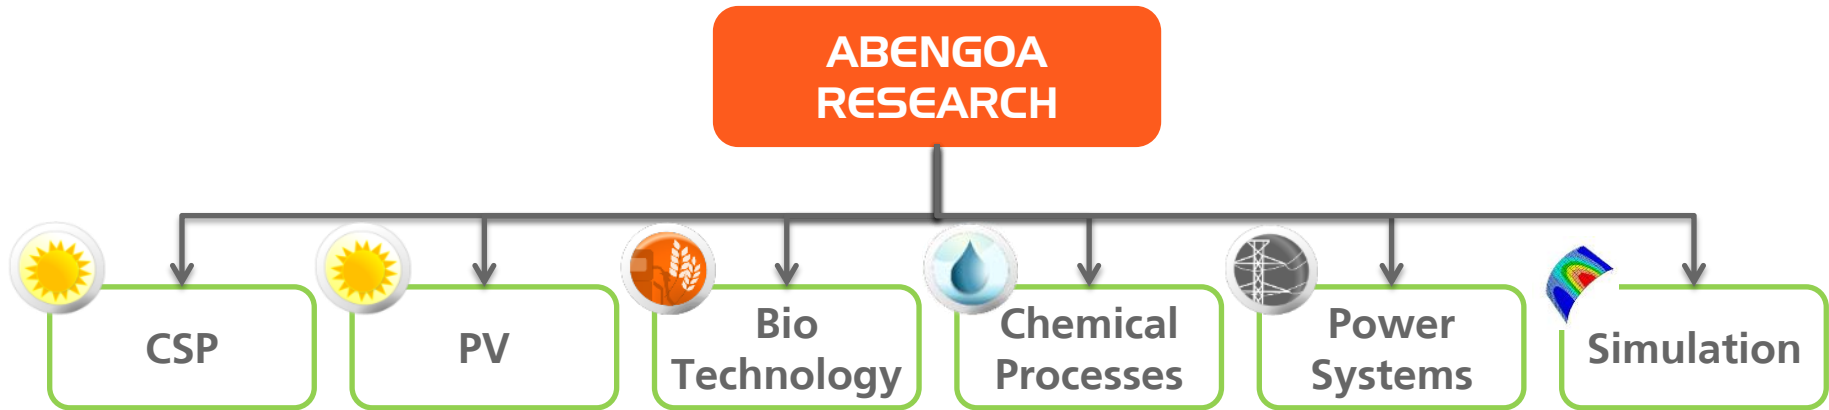 ABENGOA
RESEARCH
CSP
PV
Bio
Technology
Chemical
Processes
Power
Systems
Simulation